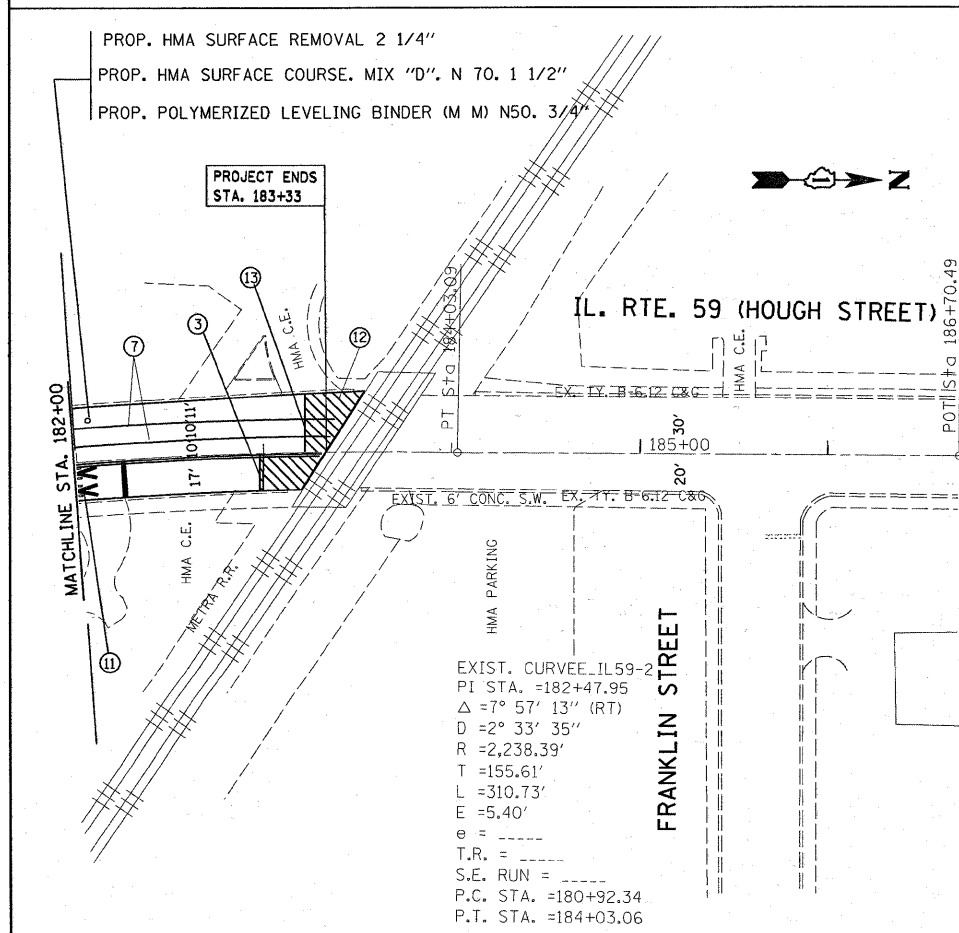 PROP. HMA SURFACE REMOVAL 2 1/4"
PROP. HMA SURFACE COURSE. MIX "D". N 70. 1 1/2"
PROP. POLYMERIZED LEVELING BINDER (M M) N50. 3/4"
PROJECT ENDS
STA. 183+33
N
13
3
HMA C.E.
12
7
PT Sta 184+03.09
IL. RTE. 59 (HOUGH STREET)
HMA C.E.
POT Sta 186+70.49
MATCHLINE STA. 182+00
11'
10'
10'
17'
EX. TY. B-6.12 C&G
30'
185+00
20'
EXIST. 6' CONC. S.W.
EX. TY. B-6.12 C&G
HMA C.E.
METRA R.R.
HMA PARKING
11
FRANKLIN STREET
EXIST. CURVE_IL59-2
PI STA. =182+47.95
Δ =7° 57' 13" (RT)
D =2° 33' 35"
R =2,238.39'
T =155.61'
L =310.73'
E =5.40'
e = _____
T.R. = _____
S.E. RUN = _____
P.C. STA. =180+92.34
P.T. STA. =184+03.06